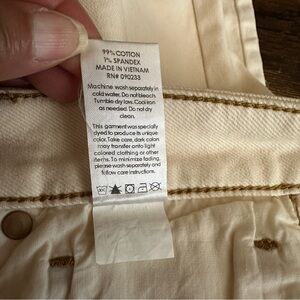 99% COTTON
1% SPANDEX
MADE IN VIETNAM
RN# 090233
Machine wash separately in
cold water. Do not bleach.
Tumble dry low. Cool iron
as needed. Do not dry
clean.
This garment was specially
dyed to produce its unique
color. Take care, dark colors
may transfer onto light
colored clothing or other
items. To minimize fading,
please wash separately and
follow care instructions.